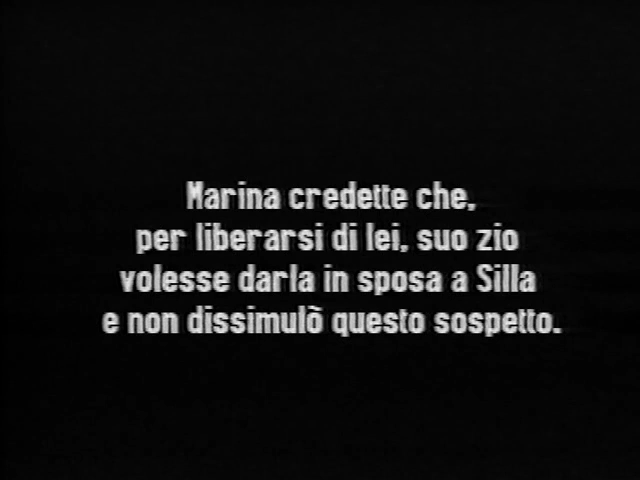 Marina credette che,
per liberarsi di lei, suo zio
volesse darla in sposa a Silla
e non dissimulò questo sospetto.